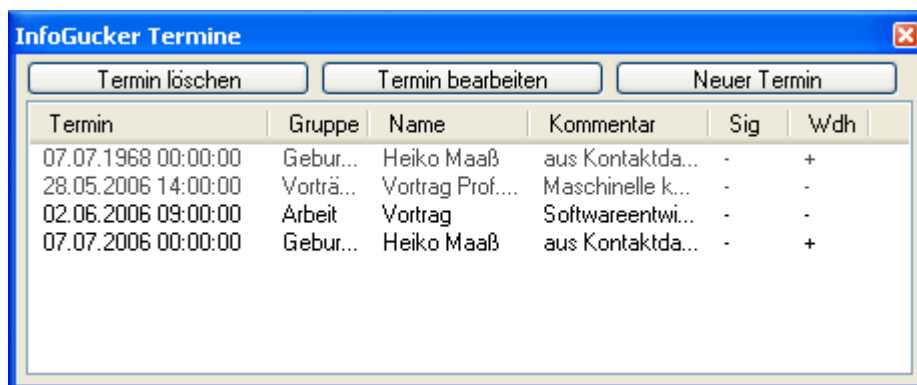 InfoGucker Termine
Termin löschen Termin bearbeiten Neuer Termin
Termin Gruppe Name Kommentar Sig Wdh
07.07.1968 00:00:00 Gebur... Heiko Maaß aus Kontaktda... - +
28.05.2006 14:00:00 Vorträ... Vortrag Prof.... Maschinelle k... - -
02.06.2006 09:00:00 Arbeit Vortrag Softwareentwi... - -
07.07.2006 00:00:00 Gebur... Heiko Maaß aus Kontaktda... - +